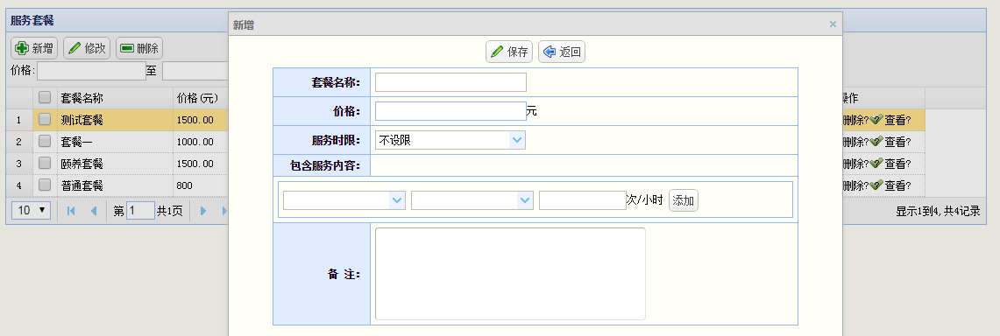 服务套餐
新增 修改 删除
价格: 至
套餐名称 价格(元)
1 测试套餐 1500.00
2 套餐一 1000.00
3 颐养套餐 1500.00
4 普通套餐 800
10 第 1 共1页
新增 ×
保存 返回
套餐名称：
价格： 元
服务时限： 不设限
包含服务内容：
次/小时 添加
备 注：
操作
删除? 查看?
删除? 查看?
删除? 查看?
删除? 查看?
显示1到4,共4记录